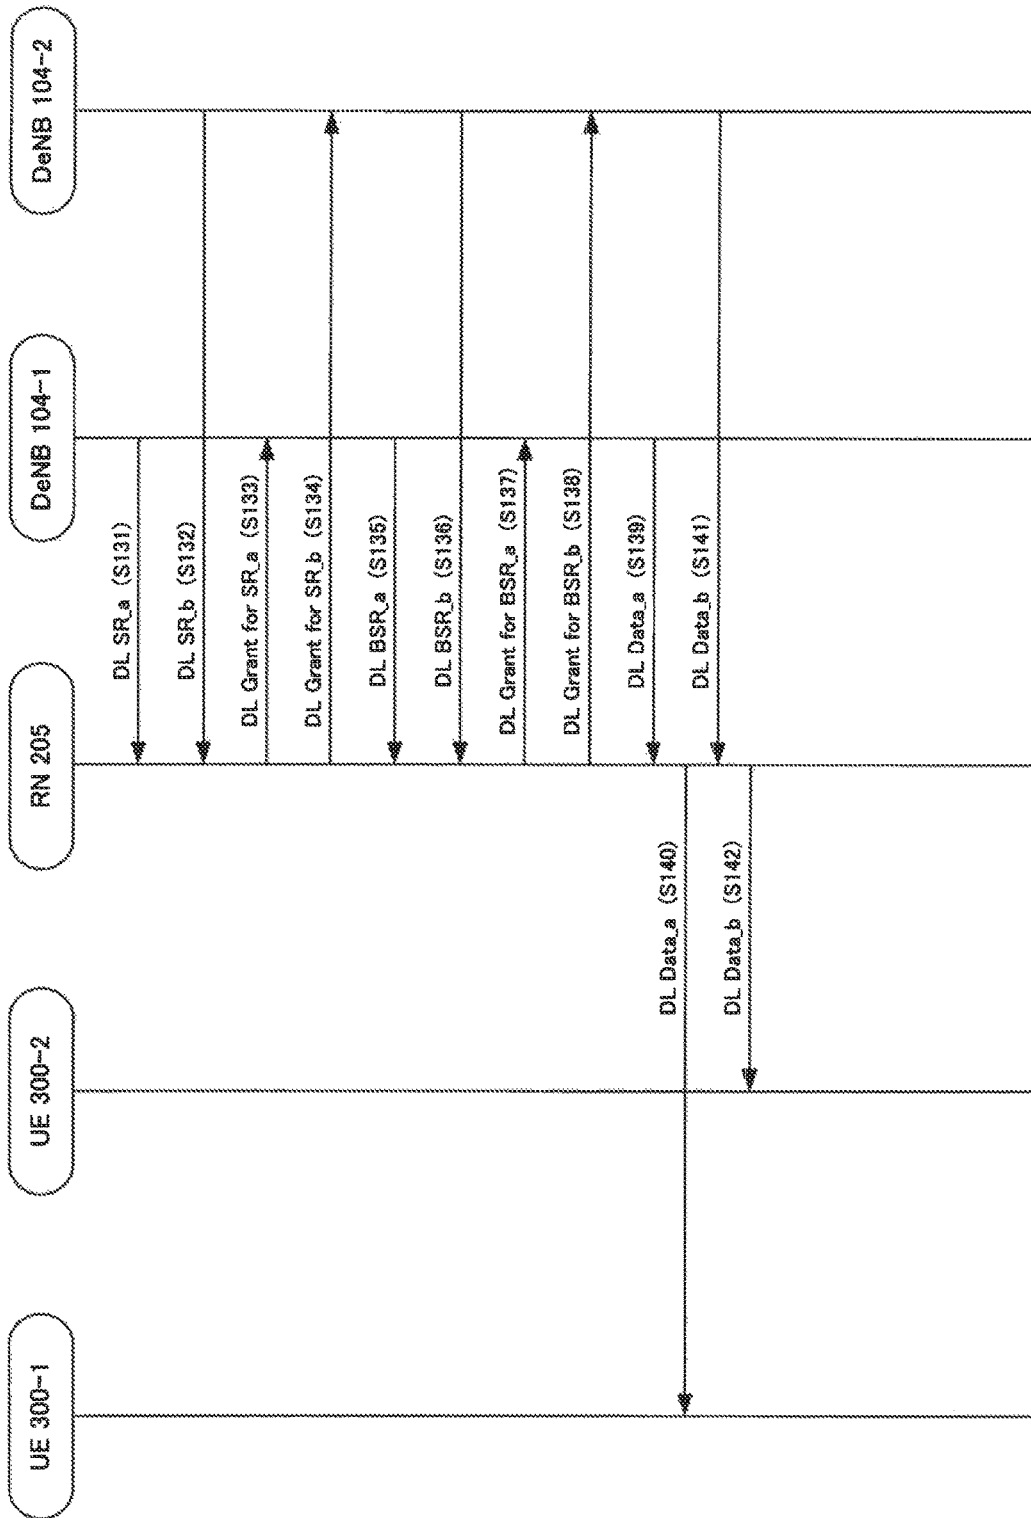 UE 300-1
UE 300-2
RN 205
DeNB 104-1
DeNB 104-2
DL SR_a (S131)
DL SR_b (S132)
DL Grant for SR_a (S133)
DL Grant for SR_b (S134)
DL BSR_a (S135)
DL BSR_b (S136)
DL Grant for BSR_a (S137)
DL Grant for BSR_b (S138)
DL Data_a (S139)
DL Data_a (S140)
DL Data_b (S141)
DL Data_b (S142)